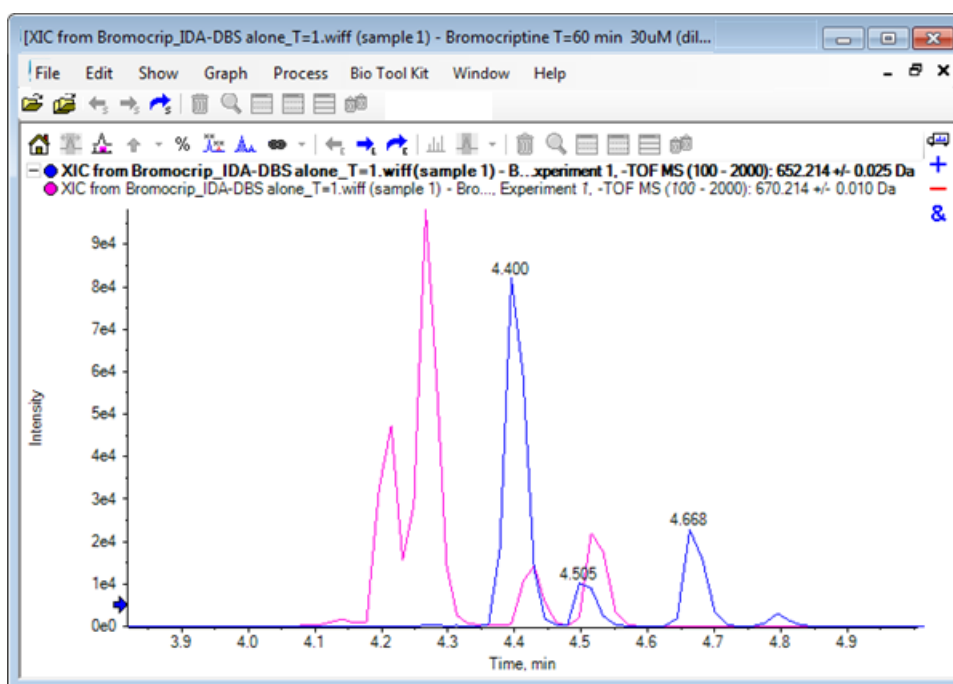 [XIC from Bromocrip_IDA-DBS alone_T=1.wiff (sample 1) - Bromocriptine T=60 min  30uM (dil...
File Edit Show Graph Process Bio Tool Kit Window Help
XIC from Bromocrip_IDA-DBS alone_T=1.wiff (sample 1) - B...xperiment 1, -TOF MS (100 - 2000): 652.214 +/- 0.025 Da
XIC from Bromocrip_IDA-DBS alone_T=1.wiff (sample 1) - Bro..., Experiment 1, -TOF MS (100 - 2000): 670.214 +/- 0.010 Da
9e4
8e4
7e4
6e4
5e4
4e4
3e4
2e4
1e4
0e0
Intensity
4.400
4.505
4.668
3.9 4.0 4.1 4.2 4.3 4.4 4.5 4.6 4.7 4.8 4.9
Time, min